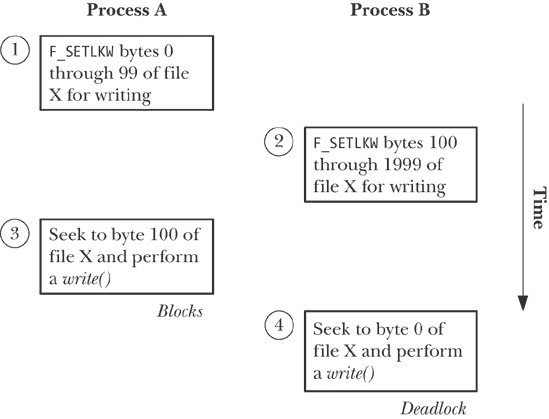 Process A
Process B
1
F_SETLKW bytes 0
through 99 of file
X for writing
2
F_SETLKW bytes 100
through 1999 of
file X for writing
Time
3
Seek to byte 100 of
file X and perform
a write()
Blocks
4
Seek to byte 0 of
file X and perform
a write()
Deadlock